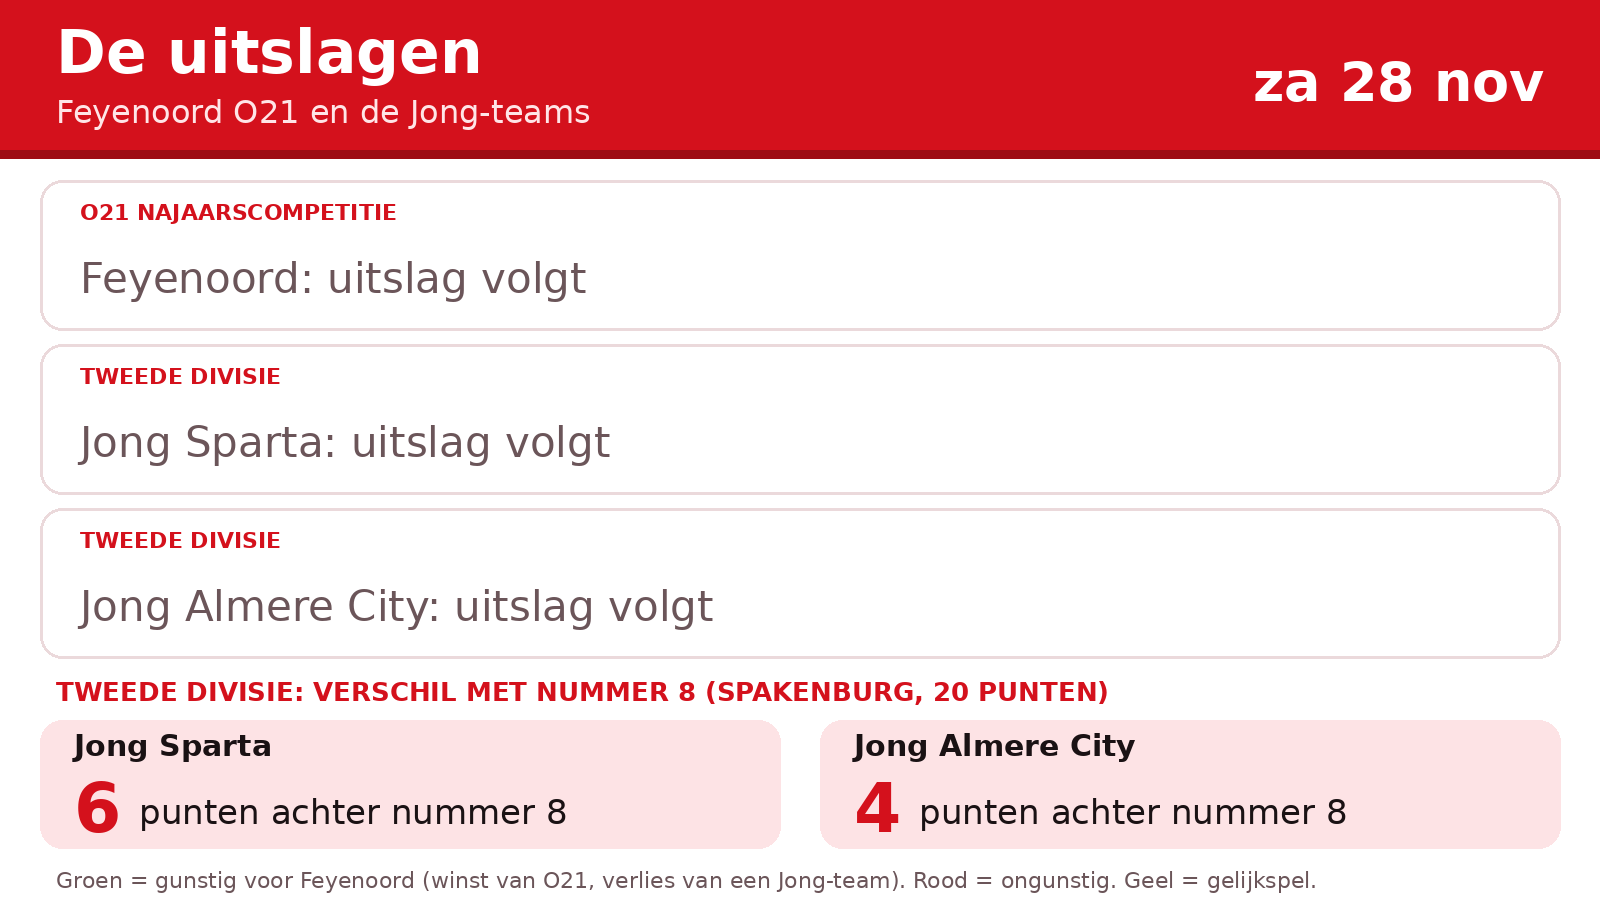 De uitslagen
Feyenoord O21 en de Jong-teams
za 28 nov
O21 NAJAARSCOMPETITIE
Feyenoord: uitslag volgt
TWEEDE DIVISIE
Jong Sparta: uitslag volgt
TWEEDE DIVISIE
Jong Almere City: uitslag volgt
TWEEDE DIVISIE: VERSCHIL MET NUMMER 8 (SPAKENBURG, 20 PUNTEN)
Jong Sparta
6 punten achter nummer 8
Jong Almere City
4 punten achter nummer 8
Groen = gunstig voor Feyenoord (winst van O21, verlies van een Jong-team). Rood = ongunstig. Geel = gelijkspel.